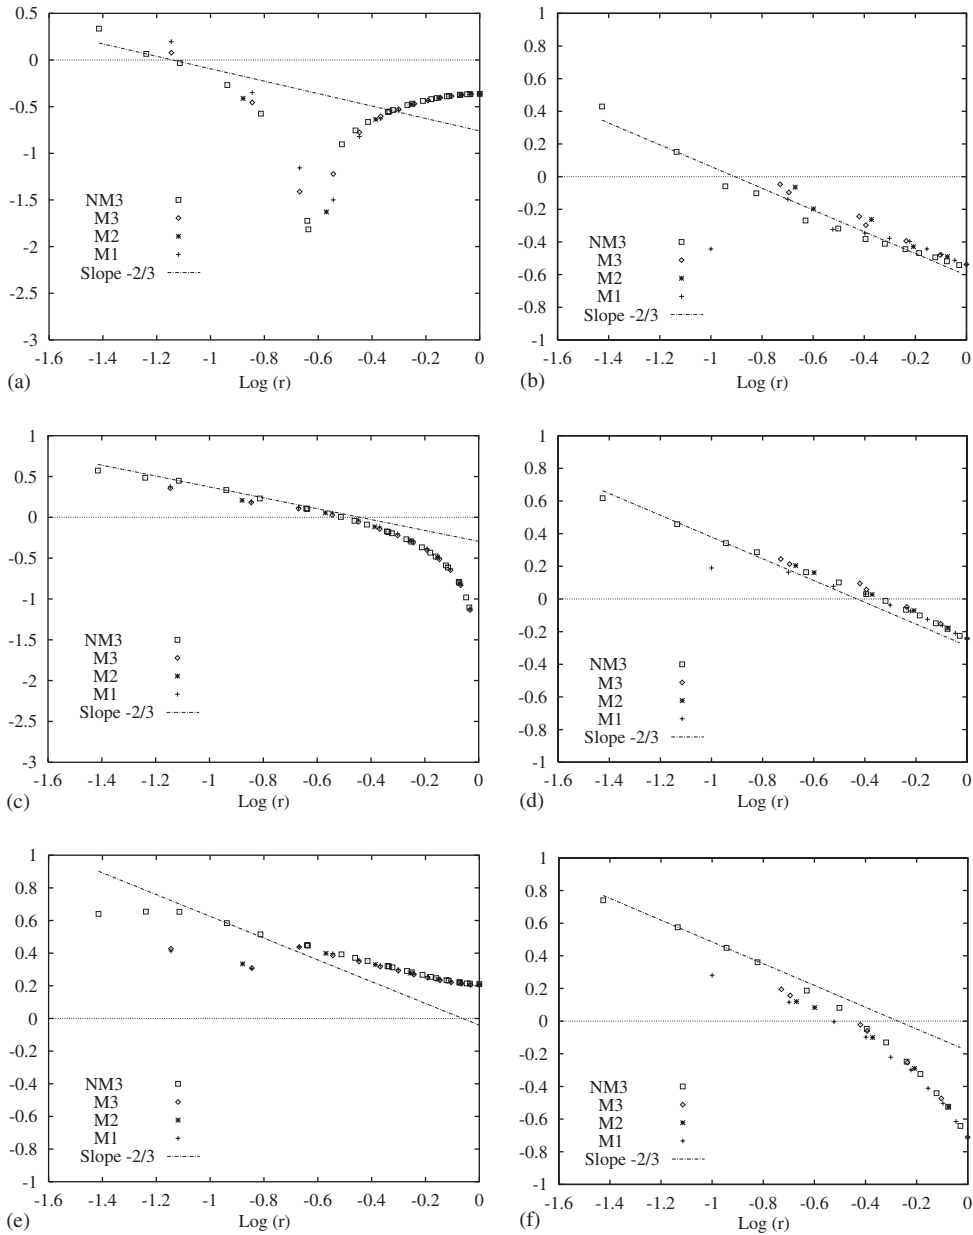 0.5
0
-0.5
-1
-1.5
-2
-2.5
-3
NM3
M3
M2
M1
Slope -2/3
-1.6 -1.4 -1.2 -1 -0.8 -0.6 -0.4 -0.2 0
(a)
Log (r)
1
0.8
0.6
0.4
0.2
0
-0.2
-0.4
-0.6
-0.8
-1
NM3
M3
M2
M1
Slope -2/3
-1.6 -1.4 -1.2 -1 -0.8 -0.6 -0.4 -0.2 0
(b)
Log (r)
1
0.5
0
-0.5
-1
-1.5
-2
-2.5
-3
NM3
M3
M2
M1
Slope -2/3
-1.6 -1.4 -1.2 -1 -0.8 -0.6 -0.4 -0.2 0
(c)
Log (r)
1
0.8
0.6
0.4
0.2
0
-0.2
-0.4
-0.6
-0.8
-1
NM3
M3
M2
M1
Slope -2/3
-1.6 -1.4 -1.2 -1 -0.8 -0.6 -0.4 -0.2 0
(d)
Log (r)
1
0.8
0.6
0.4
0.2
0
-0.2
-0.4
-0.6
-0.8
-1
NM3
M3
M2
M1
Slope -2/3
-1.6 -1.4 -1.2 -1 -0.8 -0.6 -0.4 -0.2 0
(e)
Log (r)
1
0.8
0.6
0.4
0.2
0
-0.2
-0.4
-0.6
-0.8
-1
NM3
M3
M2
M1
Slope -2/3
-1.6 -1.4 -1.2 -1 -0.8 -0.6 -0.4 -0.2 0
(f)
Log (r)